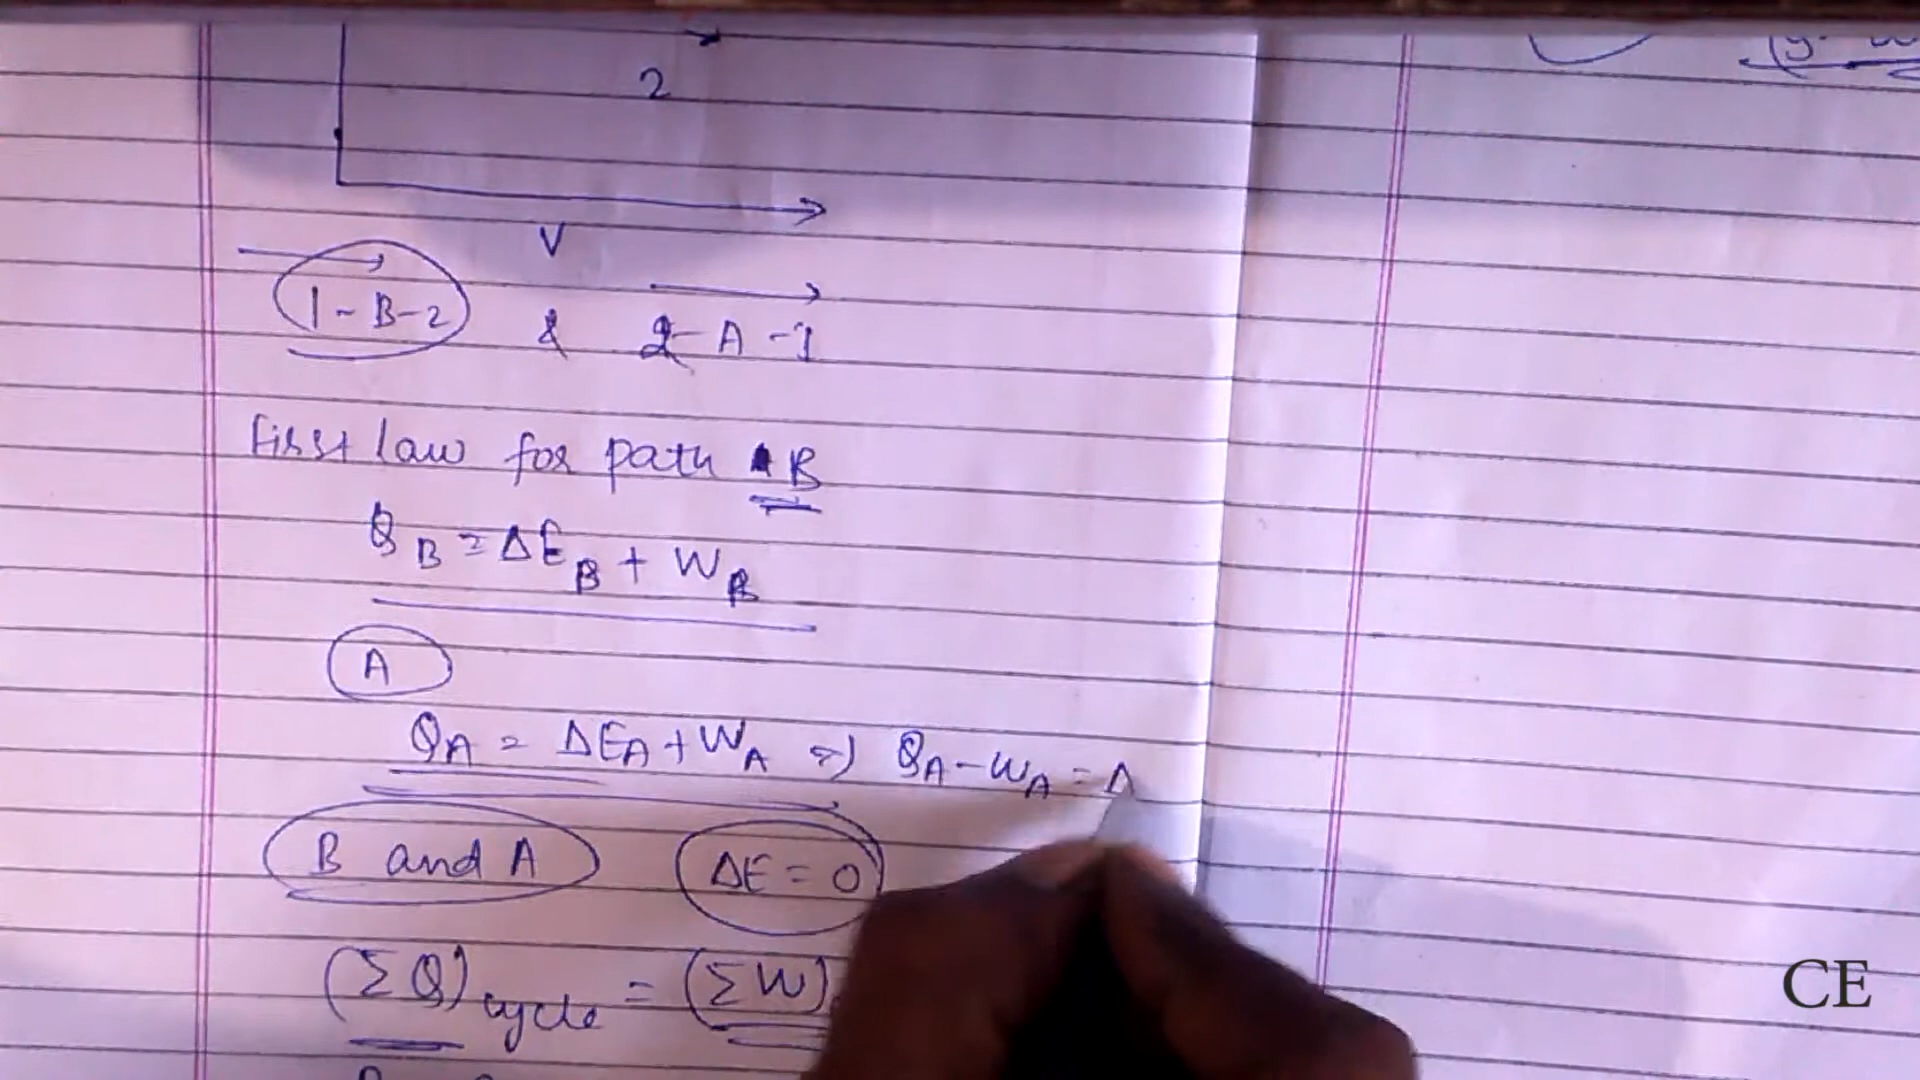 2
V
1-B-2 & 2-A-1
First law for path B
QB = ΔEB + WB
A
QA = ΔEA + WA => QA - WA = Δ
B and A ΔE = 0
(ΣQ)cycle = (ΣW)
CE